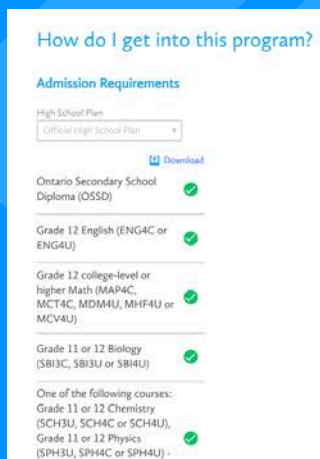 How do I get into this program?
Admission Requirements
High School Plan
Official High School Plan
Download
Ontario Secondary School
Diploma (OSSD)
Grade 12 English (ENG4C or
ENG4U)
Grade 12 college-level or
higher Math (MAP4C,
MCT4C, MDM4U, MHF4U or
MCV4U)
Grade 11 or 12 Biology
(SBI3C, SBI3U or SBI4U)
One of the following courses:
Grade 11 or 12 Chemistry
(SCH3U, SCH4C or SCH4U),
Grade 11 or 12 Physics
(SPH3U, SPH4C or SPH4U) -